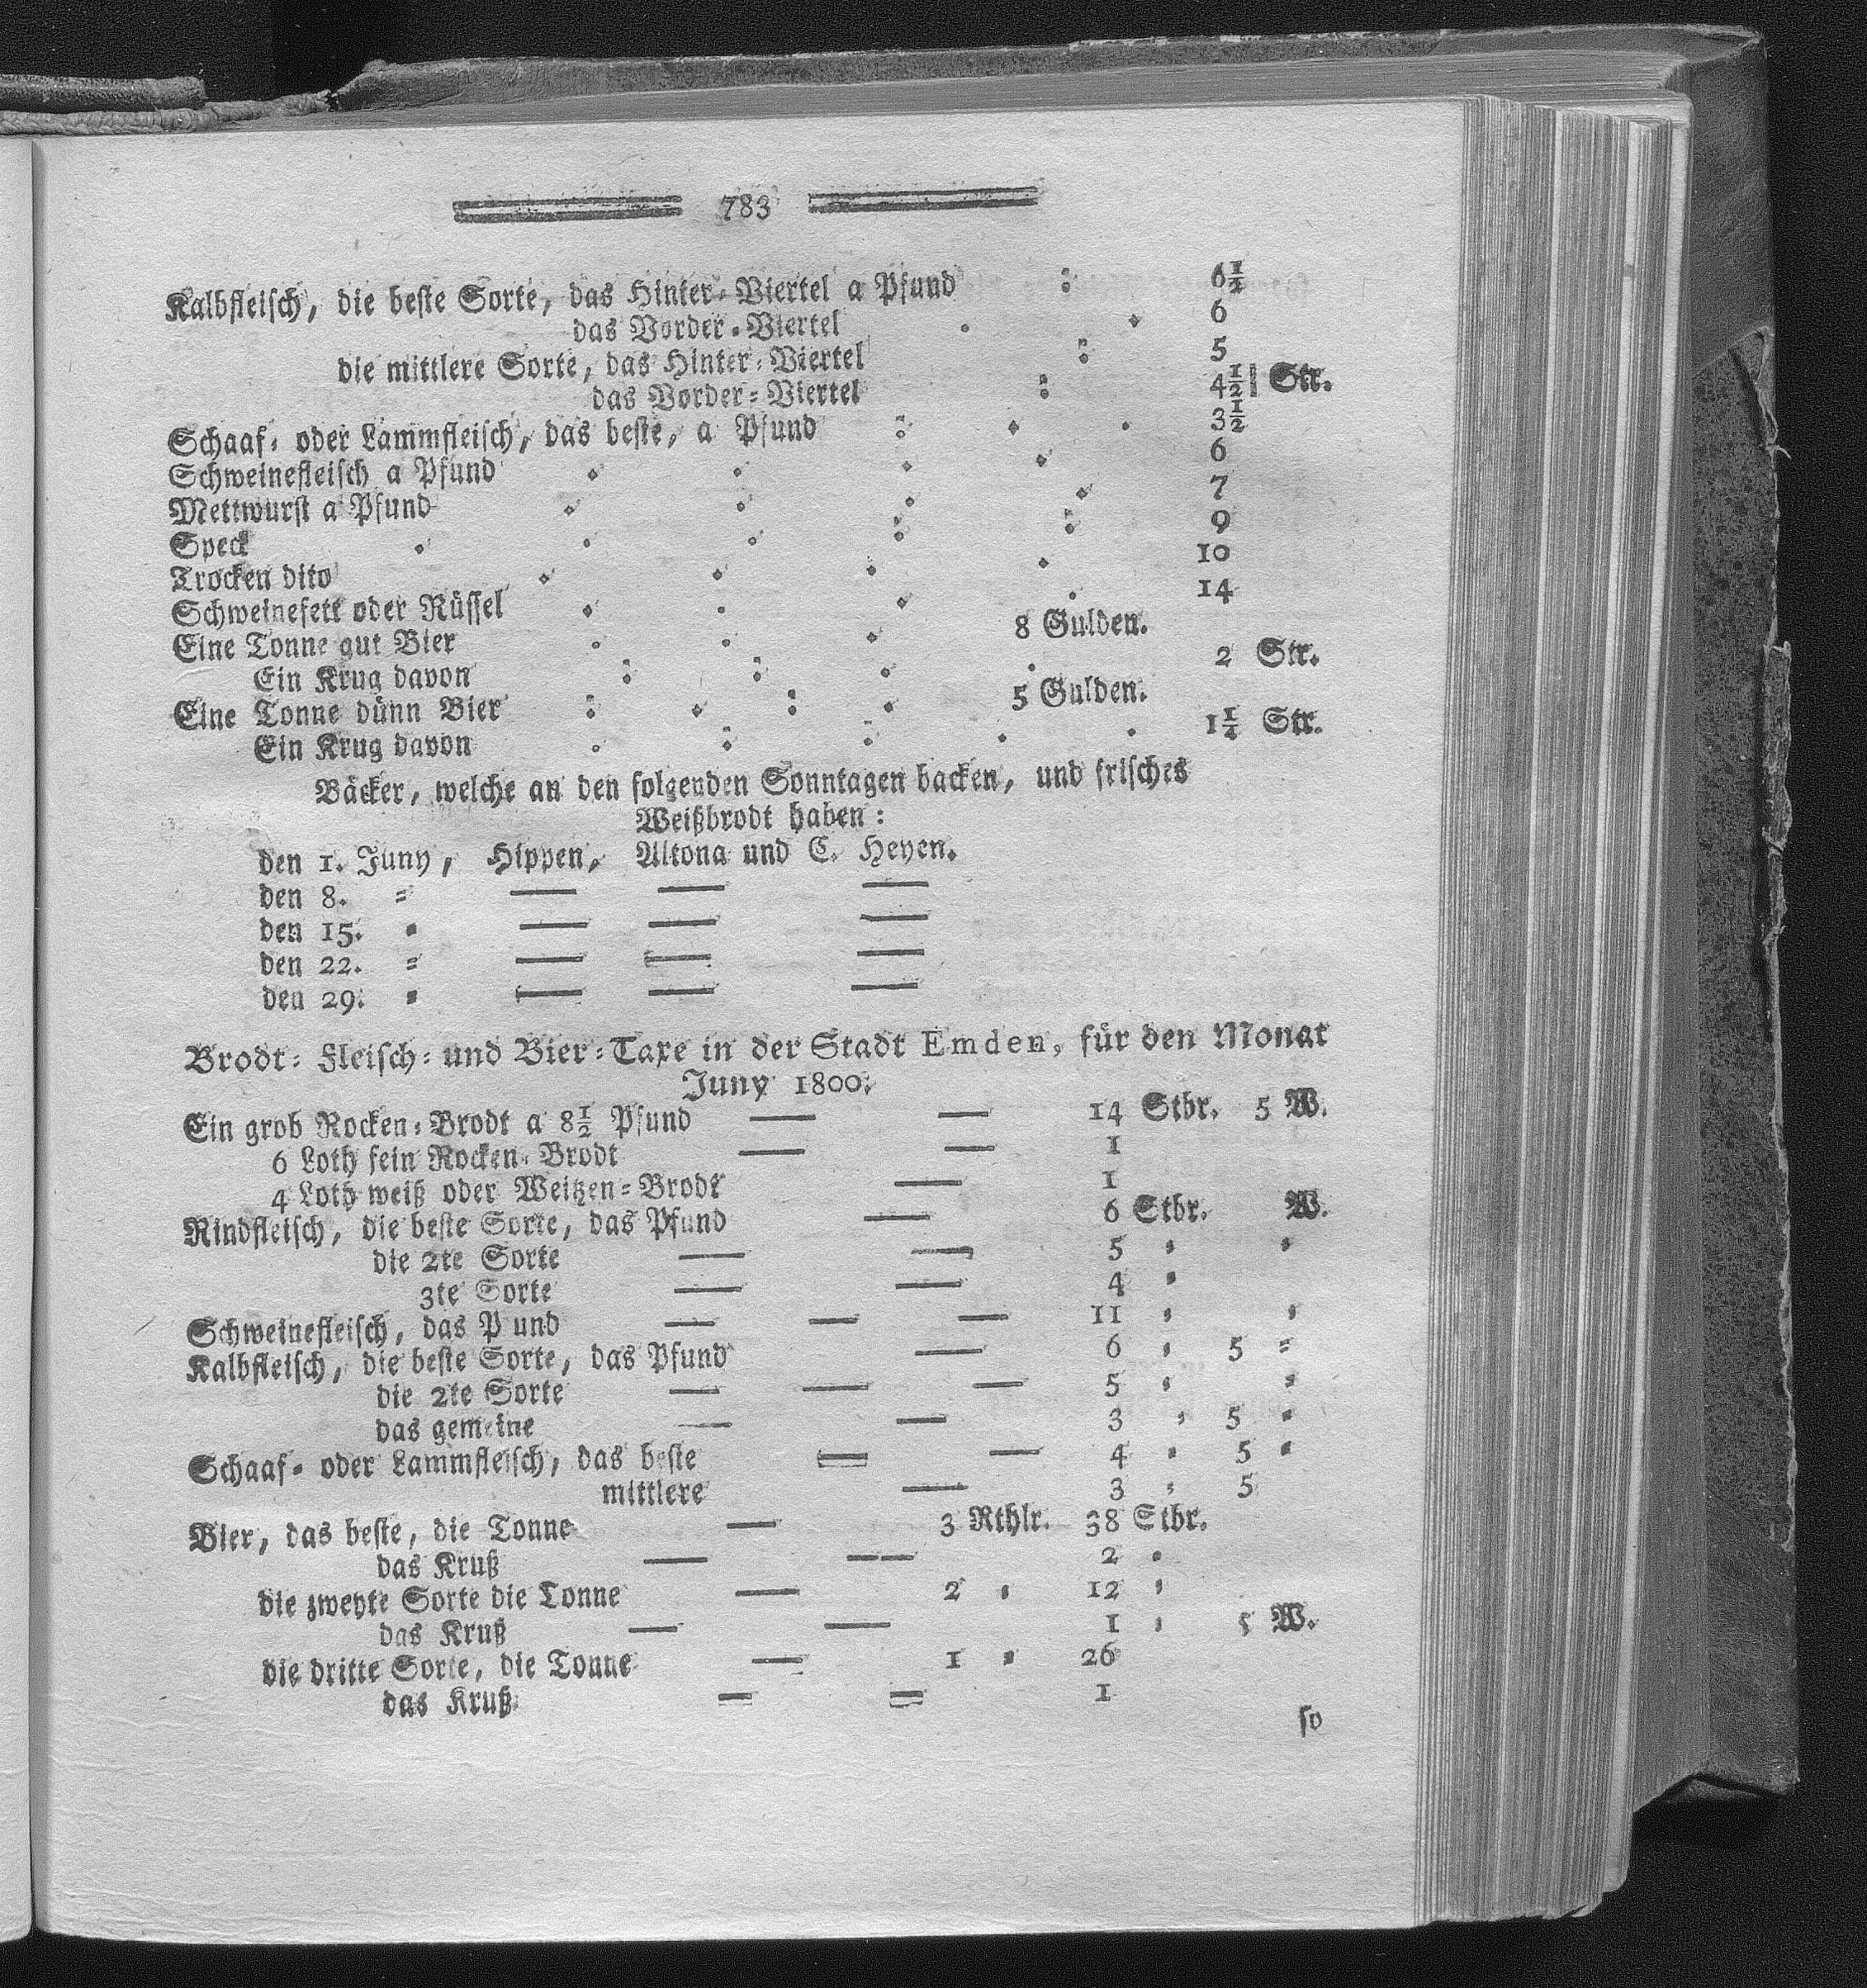 783
Kalbfleisch, die beste Sorte, das Hinter-Viertel a Pfund : 6½
das Vorder-Viertel 6
die mittlere Sorte, das Hinter-Viertel : 5
das Vorder-Viertel : 4½ Str.
Schaaf- oder Lammfleisch, das beste, a Pfund : 3½
Schweinefleisch a Pfund 6
Mettwurst a Pfund 7
Speck 9
Trocken dito 10
Schweinefett oder Rüssel 14
Eine Tonne gut Bier 8 Gulden.
Ein Krug davon 2 Str.
Eine Tonne dünn Bier 5 Gulden.
Ein Krug davon 1¼ Str.
Bäcker, welche an den folgenden Sonntagen backen, und frisches
Weißbrodt haben:
den 1. Juny, Hippen, Altona und C. Heyen.
den 8. = — — —
den 15. = — — —
den 22. = — — —
den 29. = — — —
Brodt= Fleisch= und Bier=Taxe in der Stadt Emden, für den Monat
Juny 1800.
Ein grob Rocken=Brodt a 8½ Pfund — — 14 Stbr. 5 W.
6 Loth fein Rocken=Brodt — — 1
4 Loth weiß oder Weitzen=Brodt — 1
Rindfleisch, die beste Sorte, das Pfund — 6 Stbr. W.
die 2te Sorte — — 5 = =
3te Sorte — — 4 =
Schweinefleisch, das P und — — — 11 = =
Kalbfleisch, die beste Sorte, das Pfund — 6 = 5 =
die 2te Sorte — — — 5 = =
das gemeine — — 3 = 5 =
Schaaf= oder Lammfleisch, das beste — — 4 = 5 =
mittlere — 3 = 5
Bier, das beste, die Tonne — 3 Rthlr. 38 Stbr.
das Kruß — — 2 =
die zweyte Sorte die Tonne — 2 = 12 =
das Kruß — — 1 = 5 W.
die dritte Sorte, die Tonne — 1 = 26
das Kruß — — 1
so